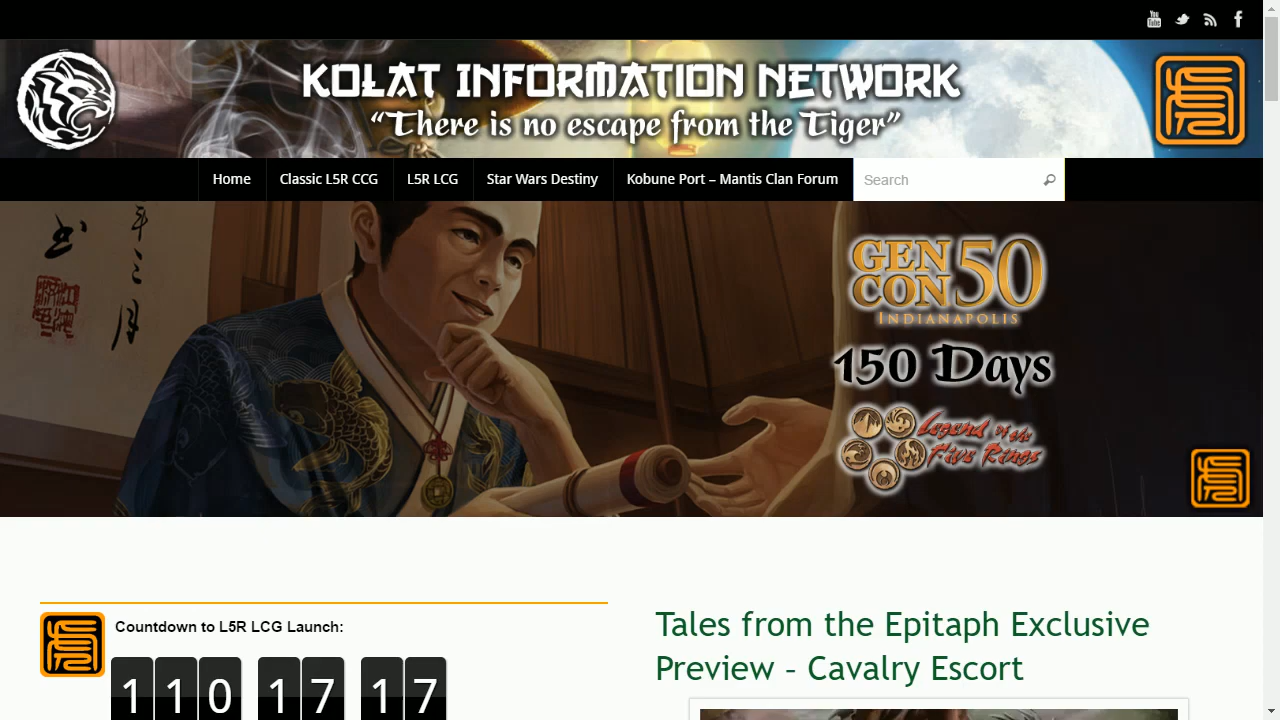 You
Tube
KOLAT INFORMATION NETWORK
“There is no escape from the Tiger”
Home
Classic L5R CCG
L5R LCG
Star Wars Destiny
Kobune Port – Mantis Clan Forum
Search
GEN
CON 50
INDIANAPOLIS
150 Days
Legend of the
Five Rings
Countdown to L5R LCG Launch:
110 17 17
Tales from the Epitaph Exclusive
Preview – Cavalry Escort